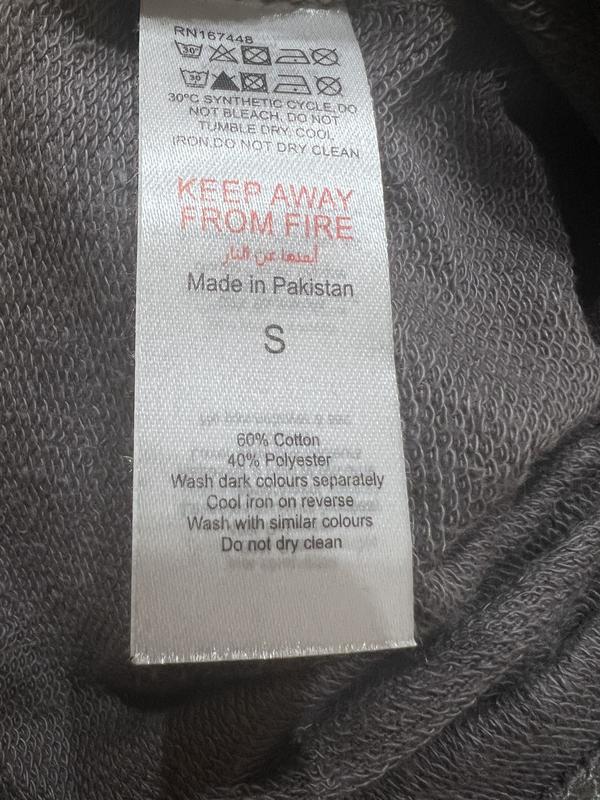 RN167448
30°
30
30°C SYNTHETIC CYCLE,DO
NOT BLEACH, DO NOT
TUMBLE DRY, COOL
IRON,DO NOT DRY CLEAN
KEEP AWAY
FROM FIRE
أبعدها عن النار
Made in Pakistan
S
60% Cotton
40% Polyester
Wash dark colours separately
Cool iron on reverse
Wash with similar colours
Do not dry clean